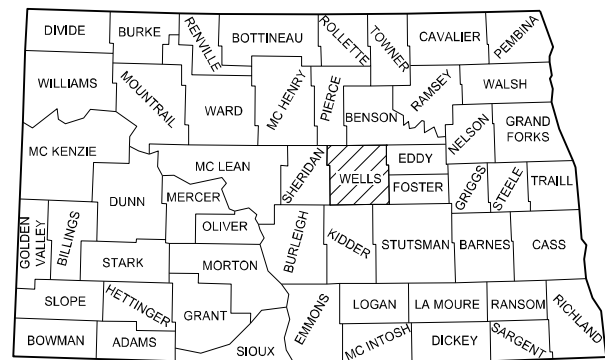 DIVIDE
BURKE
RENVILLE
BOTTINEAU
ROLLETTE
TOWNER
CAVALIER
PEMBINA
WILLIAMS
MOUNTRAIL
WARD
MC HENRY
PIERCE
BENSON
RAMSEY
WALSH
NELSON
GRAND
FORKS
MC KENZIE
DUNN
MC LEAN
MERCER
OLIVER
SHERIDAN
WELLS
EDDY
FOSTER
GRIGGS
STEELE
TRAILL
GOLDEN
VALLEY
BILLINGS
STARK
MORTON
BURLEIGH
KIDDER
STUTSMAN
BARNES
CASS
SLOPE
HETTINGER
GRANT
EMMONS
LOGAN
LA MOURE
RANSOM
RICHLAND
BOWMAN
ADAMS
SIOUX
MC INTOSH
DICKEY
SARGENT